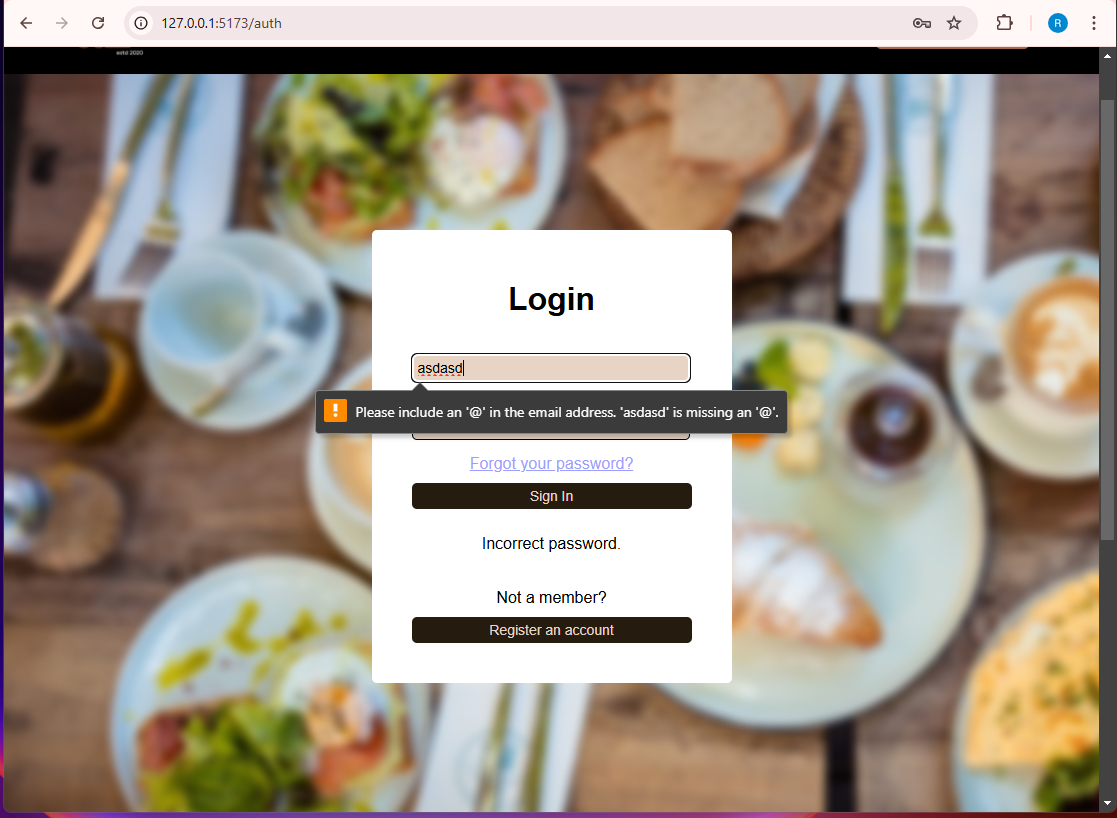 127.0.0.1:5173/auth
R
estd 2020
Login
asdasd
! Please include an '@' in the email address. 'asdasd' is missing an '@'.
Forgot your password?
Sign In
Incorrect password.
Not a member?
Register an account